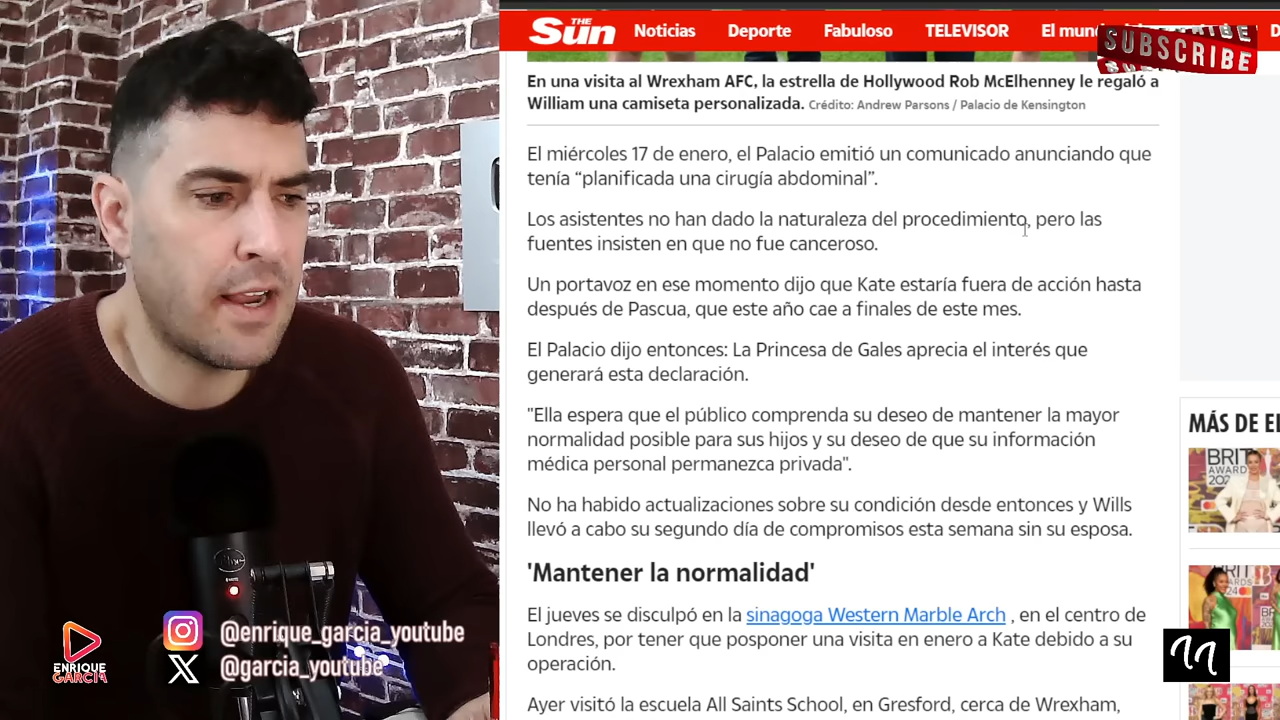 THE
Sun
Noticias Deporte Fabuloso TELEVISOR El mun
SUBSCRIBE
En una visita al Wrexham AFC, la estrella de Hollywood Rob McElhenney le regaló a
William una camiseta personalizada. Crédito: Andrew Parsons / Palacio de Kensington
El miércoles 17 de enero, el Palacio emitió un comunicado anunciando que
tenía “planificada una cirugía abdominal”.
Los asistentes no han dado la naturaleza del procedimiento, pero las
fuentes insisten en que no fue canceroso.
Un portavoz en ese momento dijo que Kate estaría fuera de acción hasta
después de Pascua, que este año cae a finales de este mes.
El Palacio dijo entonces: La Princesa de Gales aprecia el interés que
generará esta declaración.
"Ella espera que el público comprenda su deseo de mantener la mayor
normalidad posible para sus hijos y su deseo de que su información
médica personal permanezca privada".
No ha habido actualizaciones sobre su condición desde entonces y Wills
llevó a cabo su segundo día de compromisos esta semana sin su esposa.
'Mantener la normalidad'
El jueves se disculpó en la sinagoga Western Marble Arch , en el centro de
Londres, por tener que posponer una visita en enero a Kate debido a su
operación.
Ayer visitó la escuela All Saints School, en Gresford, cerca de Wrexham,
MÁS DE E
BRIT
AWARD
ENRIQUE
GARCIA
@enrique_garcia_youtube
@garcia_youtube